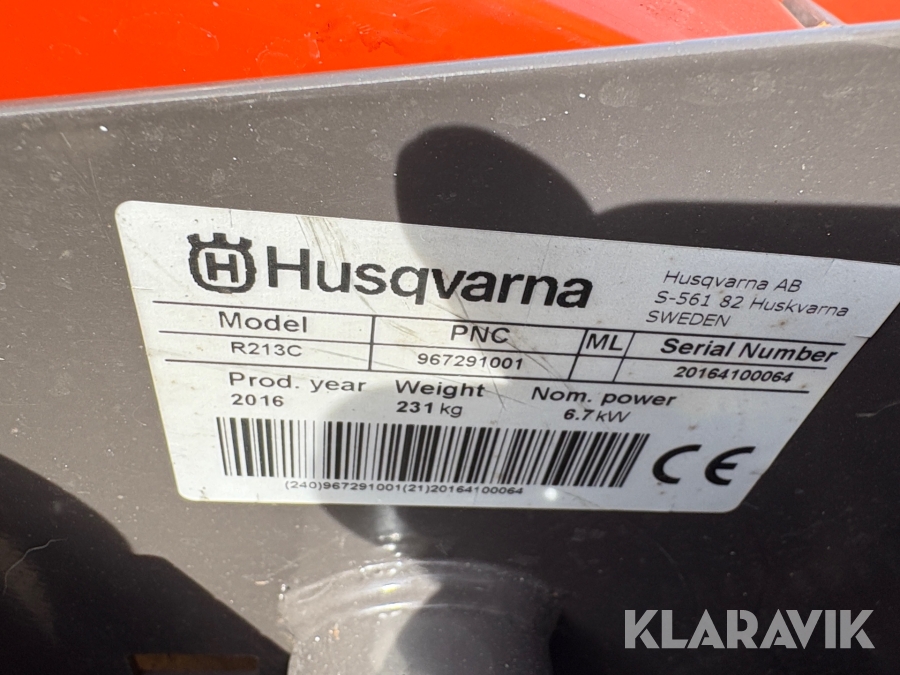 H Husqvarna
Husqvarna AB
S-561 82 Huskvarna
SWEDEN
Model PNC ML Serial Number
R213C 967291001 20164100064
Prod. year Weight Nom. power
2016 231 kg 6.7 kW
(240)967291001(21)20164100064
CE
KLARAVIK